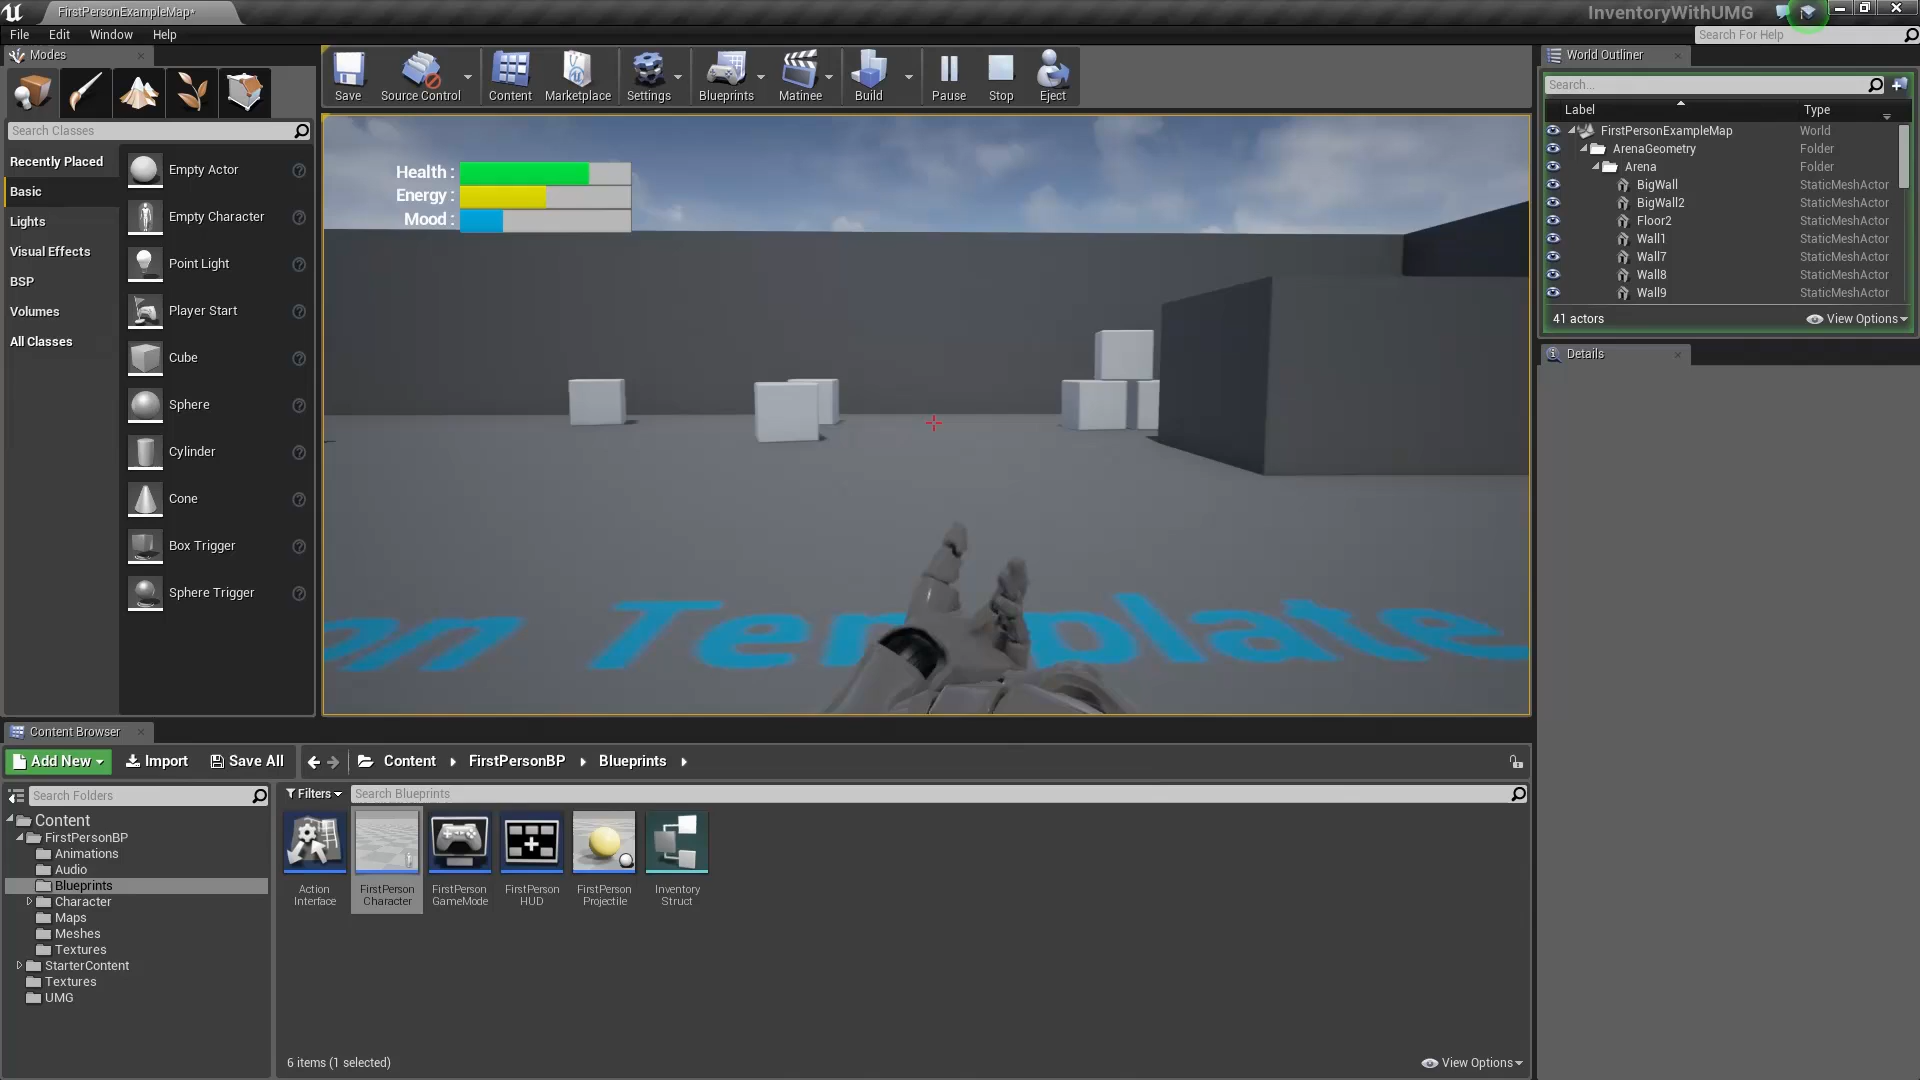 FirstPersonExampleMap*
InventoryWithUMG
File Edit Window Help
Search For Help
Modes
Search Classes
Recently Placed
Basic
Lights
Visual Effects
BSP
Volumes
All Classes
Empty Actor
Empty Character
Point Light
Player Start
Cube
Sphere
Cylinder
Cone
Box Trigger
Sphere Trigger
Save Source Control Content Marketplace Settings Blueprints Matinee Build Pause Stop Eject
Health :
Energy :
Mood :
on Template
World Outliner
Search...
Label Type
FirstPersonExampleMap World
ArenaGeometry Folder
Arena Folder
BigWall StaticMeshActor
BigWall2 StaticMeshActor
Floor2 StaticMeshActor
Wall1 StaticMeshActor
Wall7 StaticMeshActor
Wall8 StaticMeshActor
Wall9 StaticMeshActor
41 actors View Options
Details
Content Browser
Add New Import Save All Content FirstPersonBP Blueprints
Search Folders
Filters Search Blueprints
Content
FirstPersonBP
Animations
Audio
Blueprints
Character
Maps
Meshes
Textures
StarterContent
Textures
UMG
Action
Interface
FirstPerson
Character
FirstPerson
GameMode
FirstPerson
HUD
FirstPerson
Projectile
Inventory
Struct
6 items (1 selected) View Options